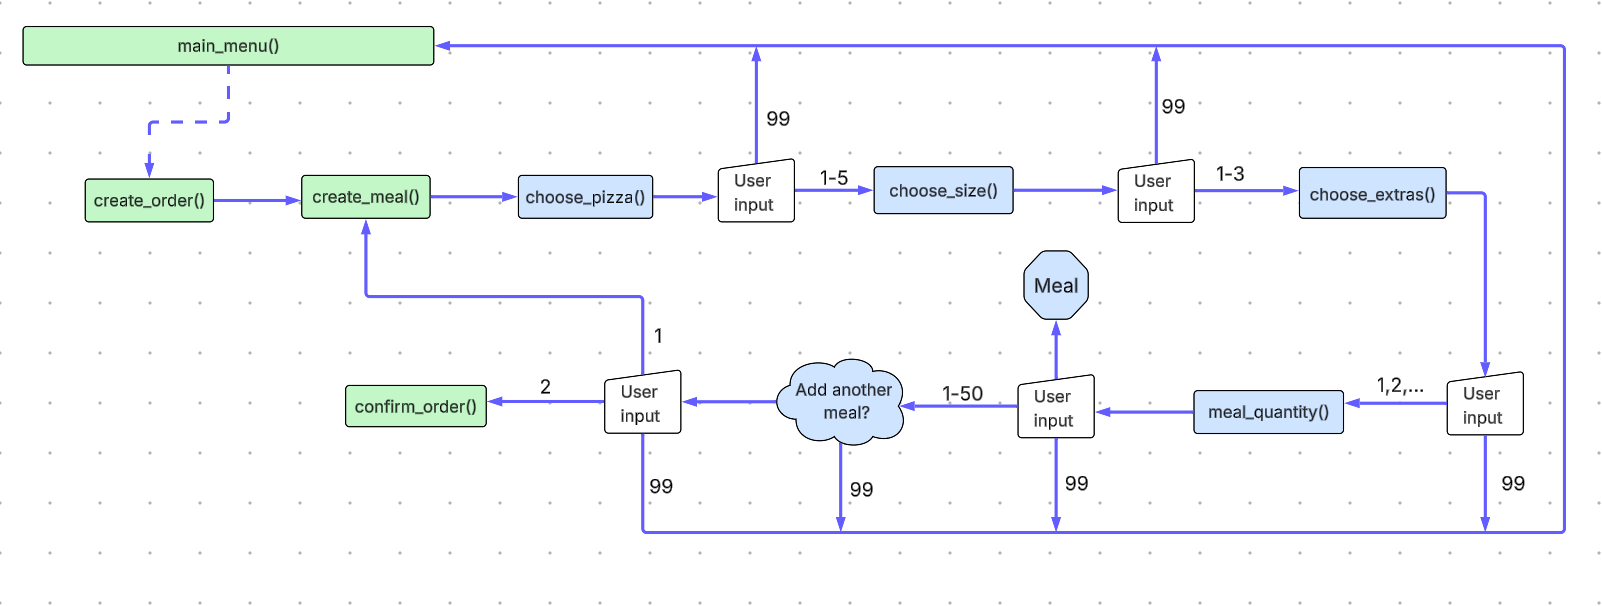 main_menu()
99
99
create_order()
create_meal()
choose_pizza()
User
input
1-5
choose_size()
User
input
1-3
choose_extras()
Meal
1
confirm_order()
2
User
input
Add another
meal?
1-50
User
input
meal_quantity()
1,2,...
User
input
99
99
99
99